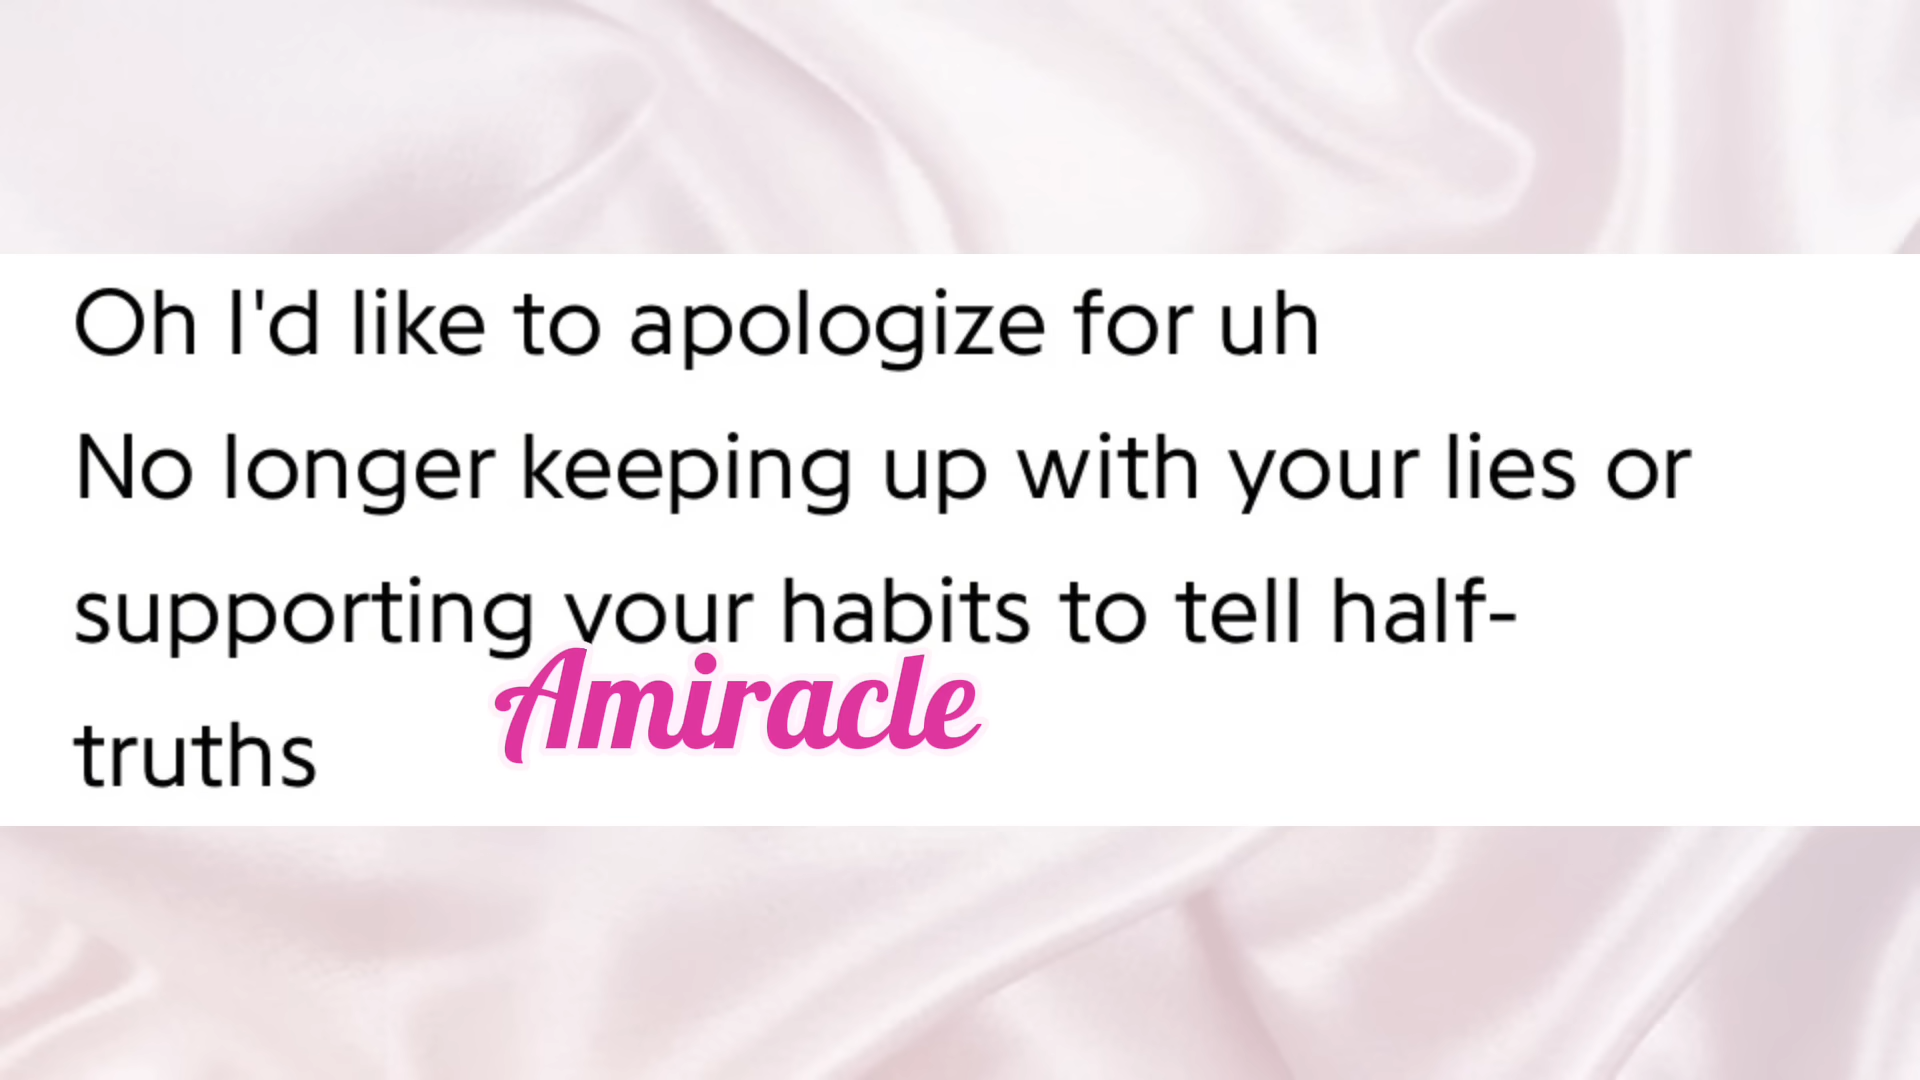 Oh I'd like to apologize for uh
No longer keeping up with your lies or
supporting your habits to tell half-
truths
Amiracle